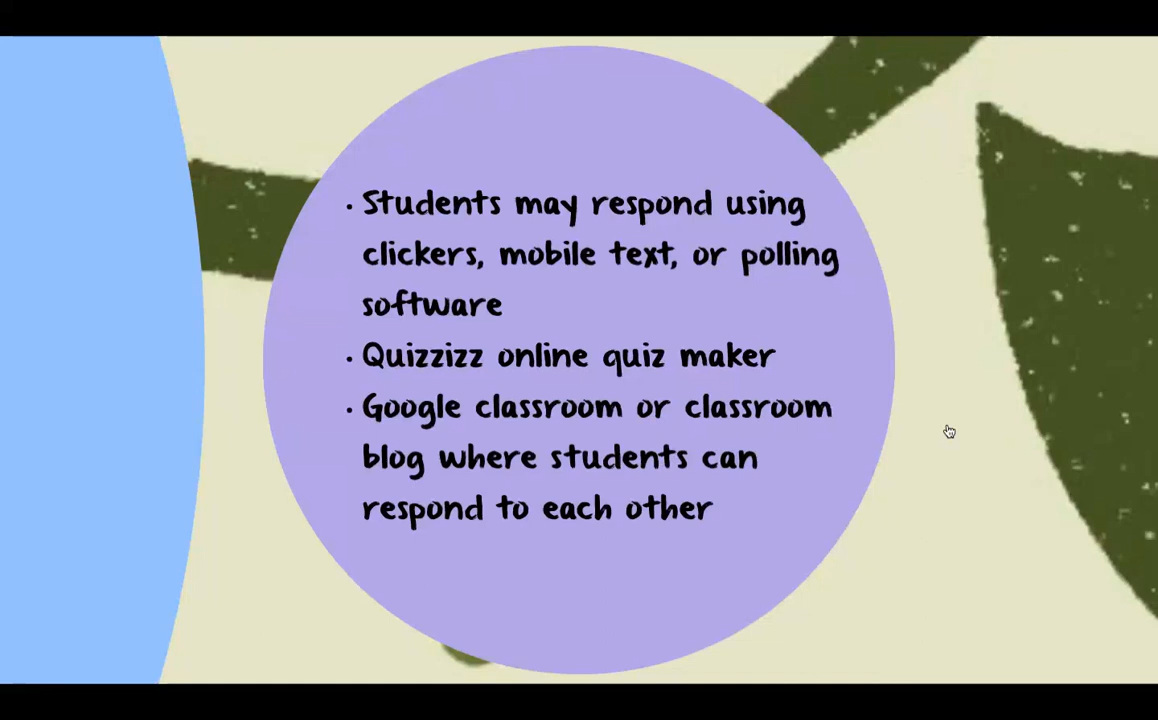 • Students may respond using
clickers, mobile text, or polling
software
• Quizzizz online quiz maker
• Google classroom or classroom
blog where students can
respond to each other